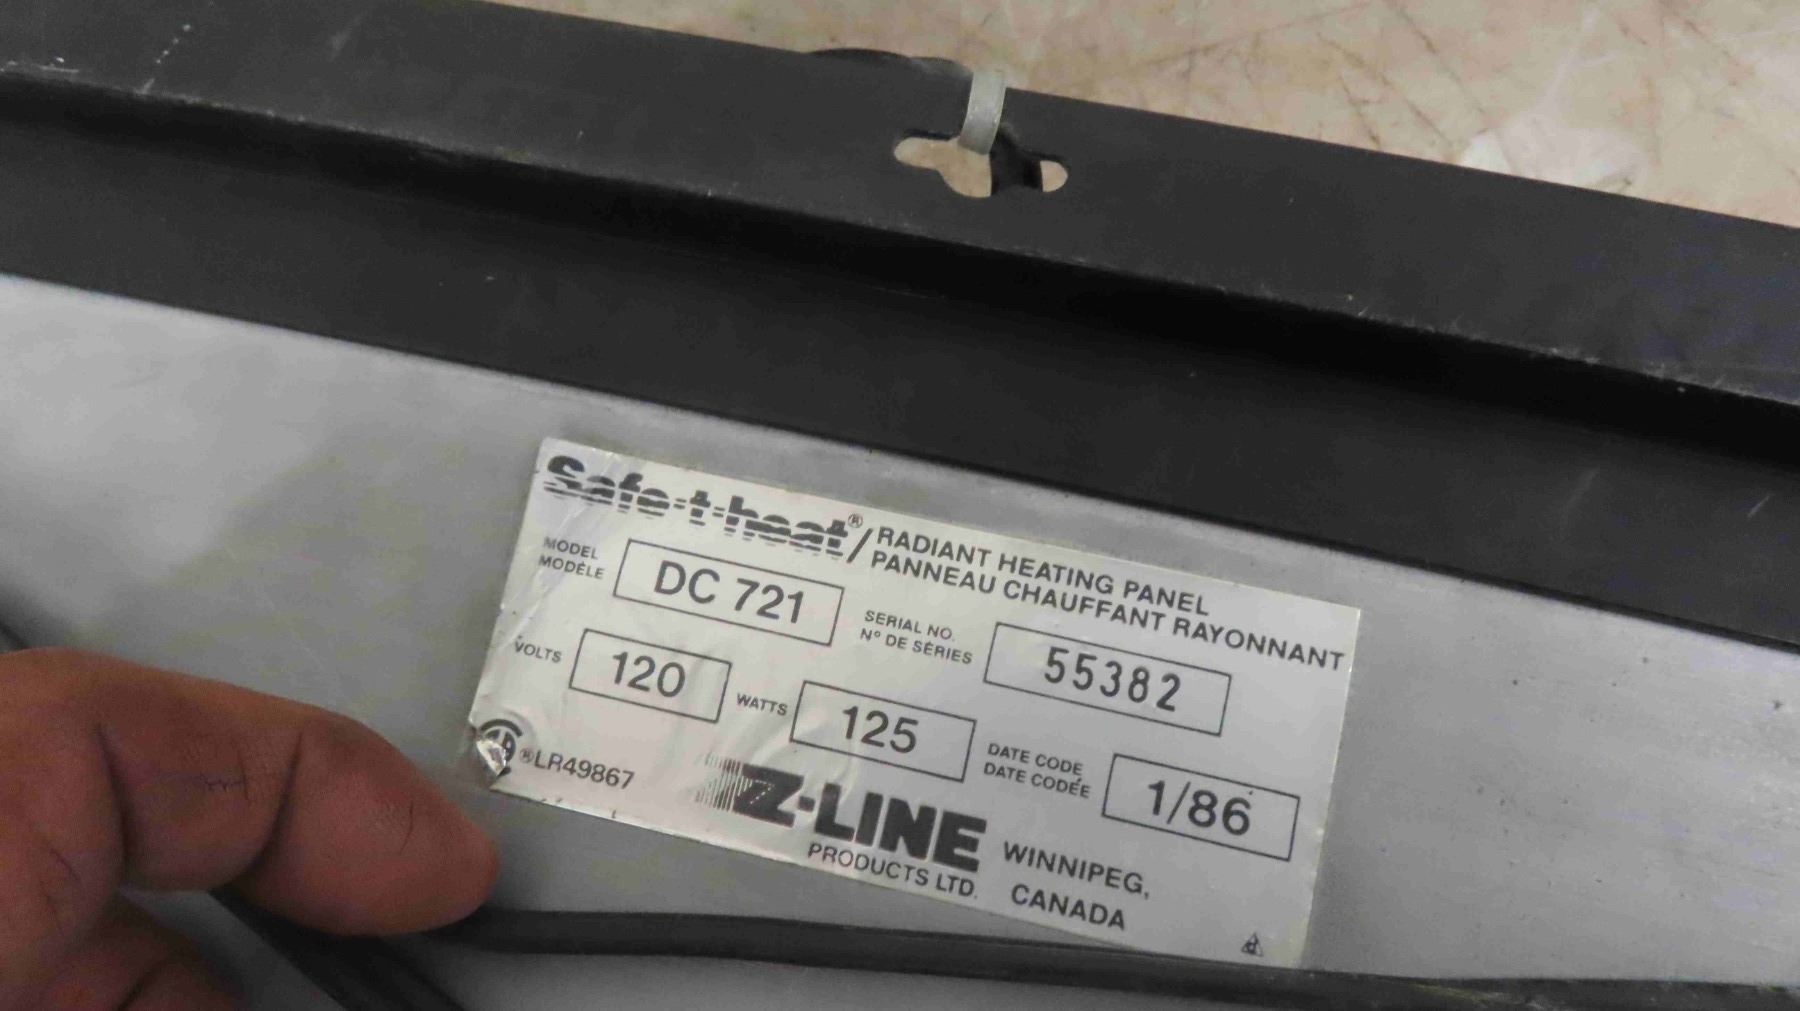 Safe-t-heat®/ RADIANT HEATING PANEL
PANNEAU CHAUFFANT RAYONNANT
MODEL
MODÈLE
DC 721
SERIAL NO.
Nº DE SÉRIES
55382
VOLTS
120
WATTS
125
DATE CODE
DATE CODÉE
1/86
®LR49867
Z-LINE
PRODUCTS LTD.
WINNIPEG,
CANADA